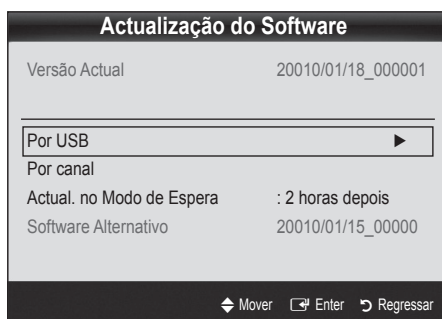 Actualização do Software
Versão Actual 20010/01/18_000001
Por USB
Por canal
Actual. no Modo de Espera : 2 horas depois
Software Alternativo 20010/01/15_00000
Mover Enter Regressar